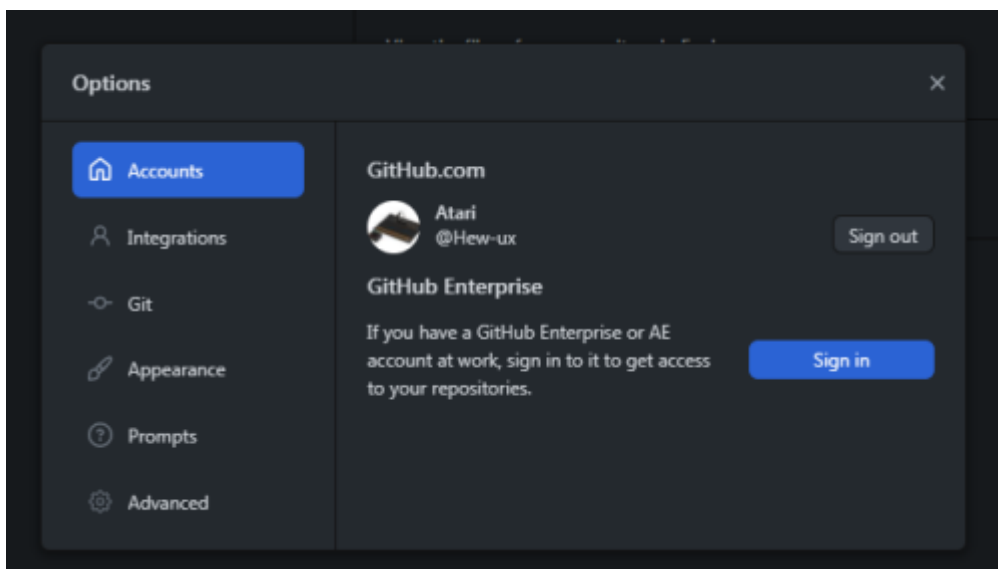 Options
×
Accounts
Integrations
Git
Appearance
Prompts
Advanced
GitHub.com
Atari
@Hew-ux
Sign out
GitHub Enterprise
If you have a GitHub Enterprise or AE
account at work, sign in to it to get access
to your repositories.
Sign in